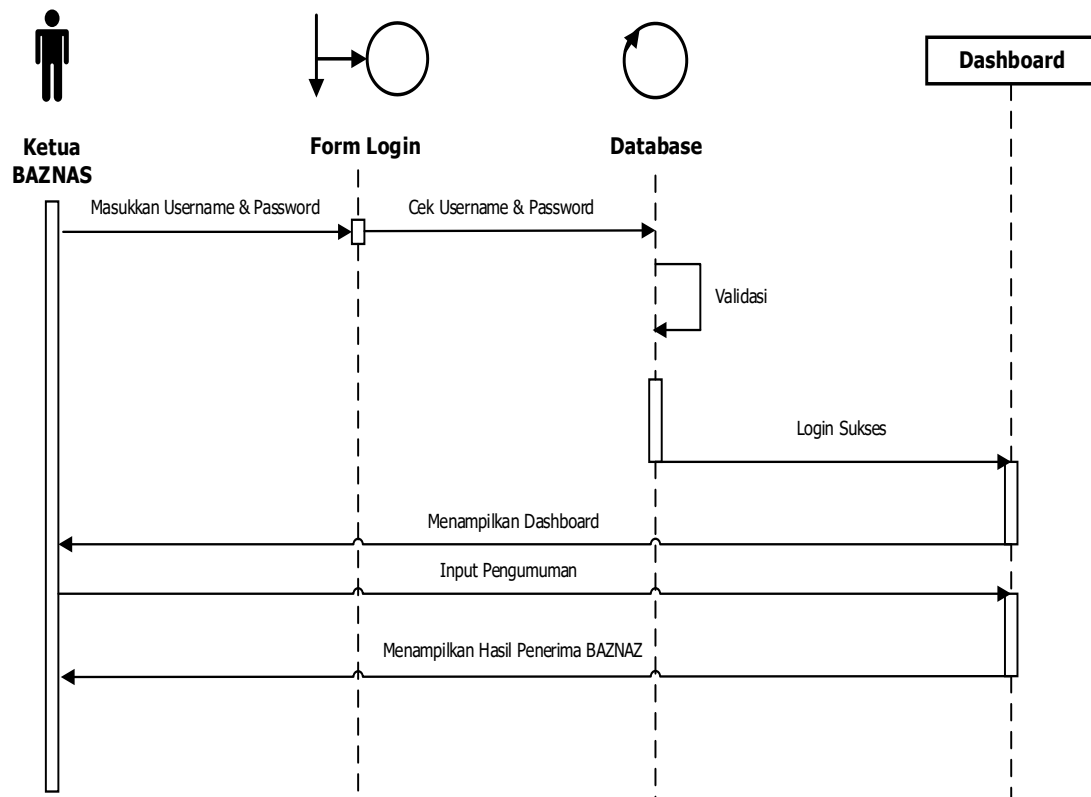 Dashboard
Ketua
BAZNAS
Form Login
Database
Masukkan Username & Password
Cek Username & Password
Validasi
Login Sukses
Menampilkan Dashboard
Input Pengumuman
Menampilkan Hasil Penerima BAZNAZ